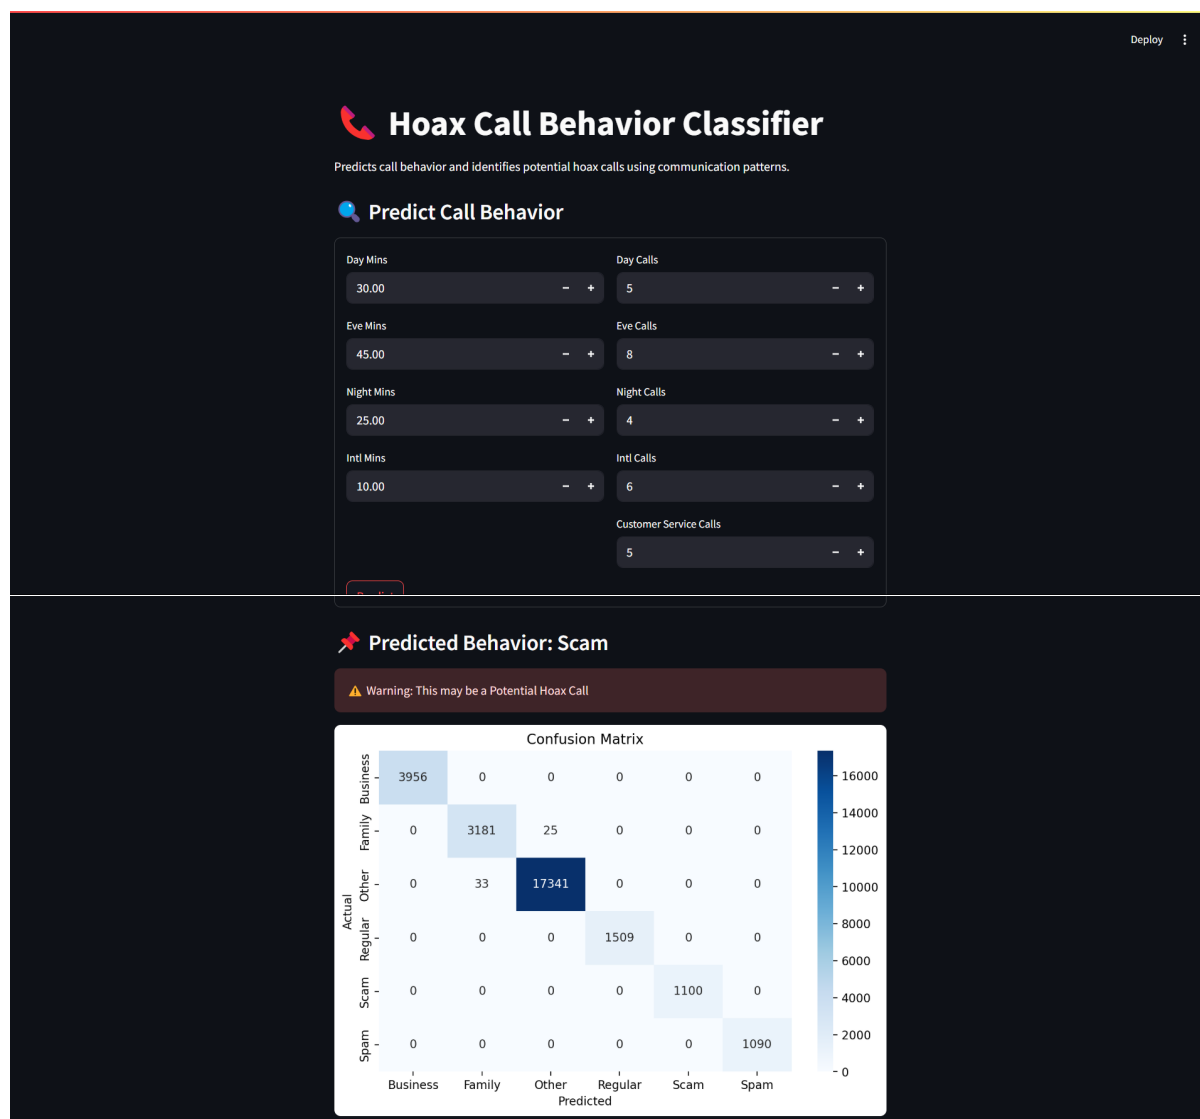 Deploy
Hoax Call Behavior Classifier
Predicts call behavior and identifies potential hoax calls using communication patterns.
Predict Call Behavior
Day Mins Day Calls
30.00 5
Eve Mins Eve Calls
45.00 8
Night Mins Night Calls
25.00 4
Intl Mins Intl Calls
10.00 6
Customer Service Calls
5
Predicted Behavior: Scam
Warning: This may be a Potential Hoax Call
Confusion Matrix
Business 3956 0 0 0 0 0
Family 0 3181 25 0 0 0
Other 0 33 17341 0 0 0
Regular 0 0 0 1509 0 0
Scam 0 0 0 0 1100 0
Spam 0 0 0 0 0 1090
Actual
Business Family Other Regular Scam Spam
Predicted
16000
14000
12000
10000
8000
6000
4000
2000
0